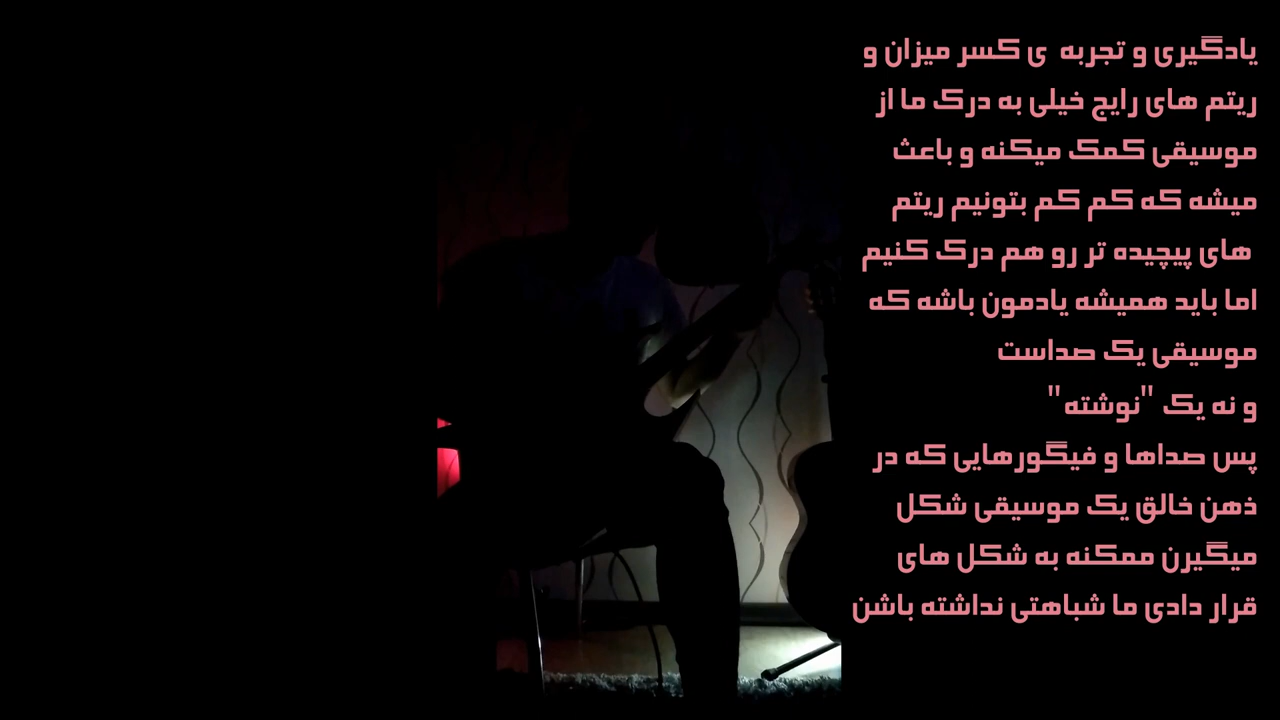 یادگیری و تجربه ی کسر میزان و
ریتم های رایج خیلی به درک ما از
موسیقی کمک میکنه و باعث
میشه که کم کم بتونیم ریتم
های پیچیده تر رو هم درک کنیم
اما باید همیشه یادمون باشه که
موسیقی یک صداست
و نه یک "نوشته"
پس صداها و فیگورهایی که در
ذهن خالق یک موسیقی شکل
میگیرن ممکنه به شکل های
قرار دادی ما شباهتی نداشته باشن